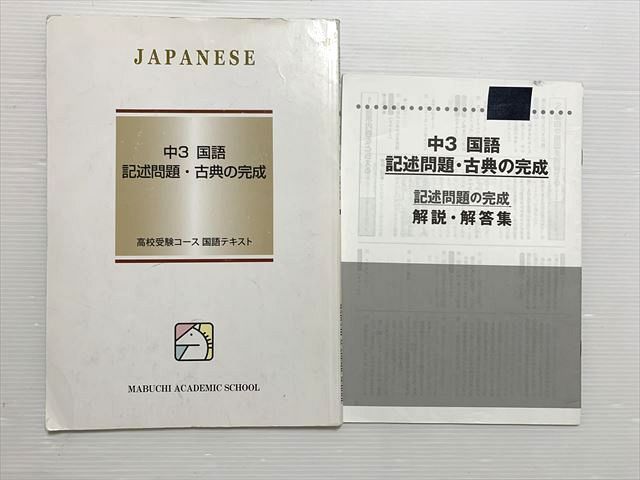 JAPANESE
中3 国語
記述問題・古典の完成
高校受験コース 国語テキスト
MABUCHI ACADEMIC SCHOOL
中3 国語
記述問題・古典の完成
記述問題の完成
解説・解答集